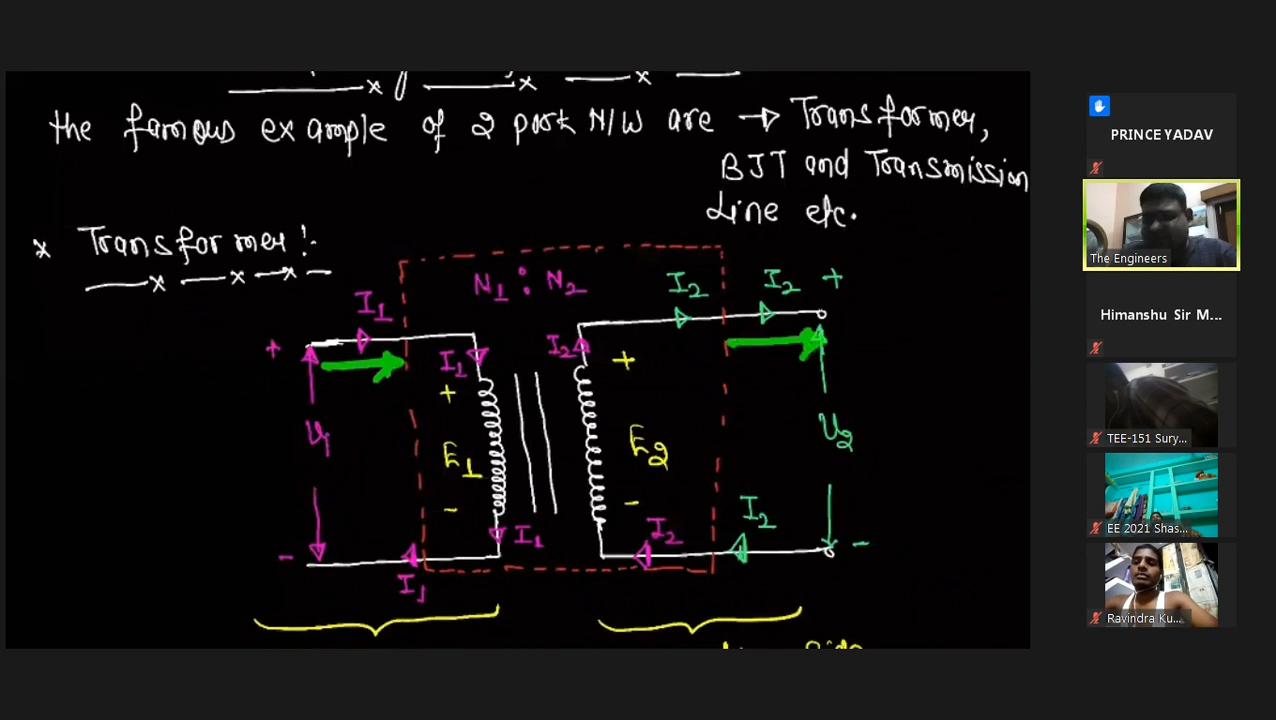 the famous example of 2 port N/W are → Transformer,
BJT and Transmission
Line etc.
* Transformer :-
N1 : N2
I1
I2
I2
+
+
I1
I2
+
+
V1
E1
E2
V2
-
-
I1
I2
I2
-
-
I1
PRINCE YADAV
The Engineers
Himanshu Sir M...
TEE-151 Sury...
EE 2021 Shas...
Ravindra Ku...